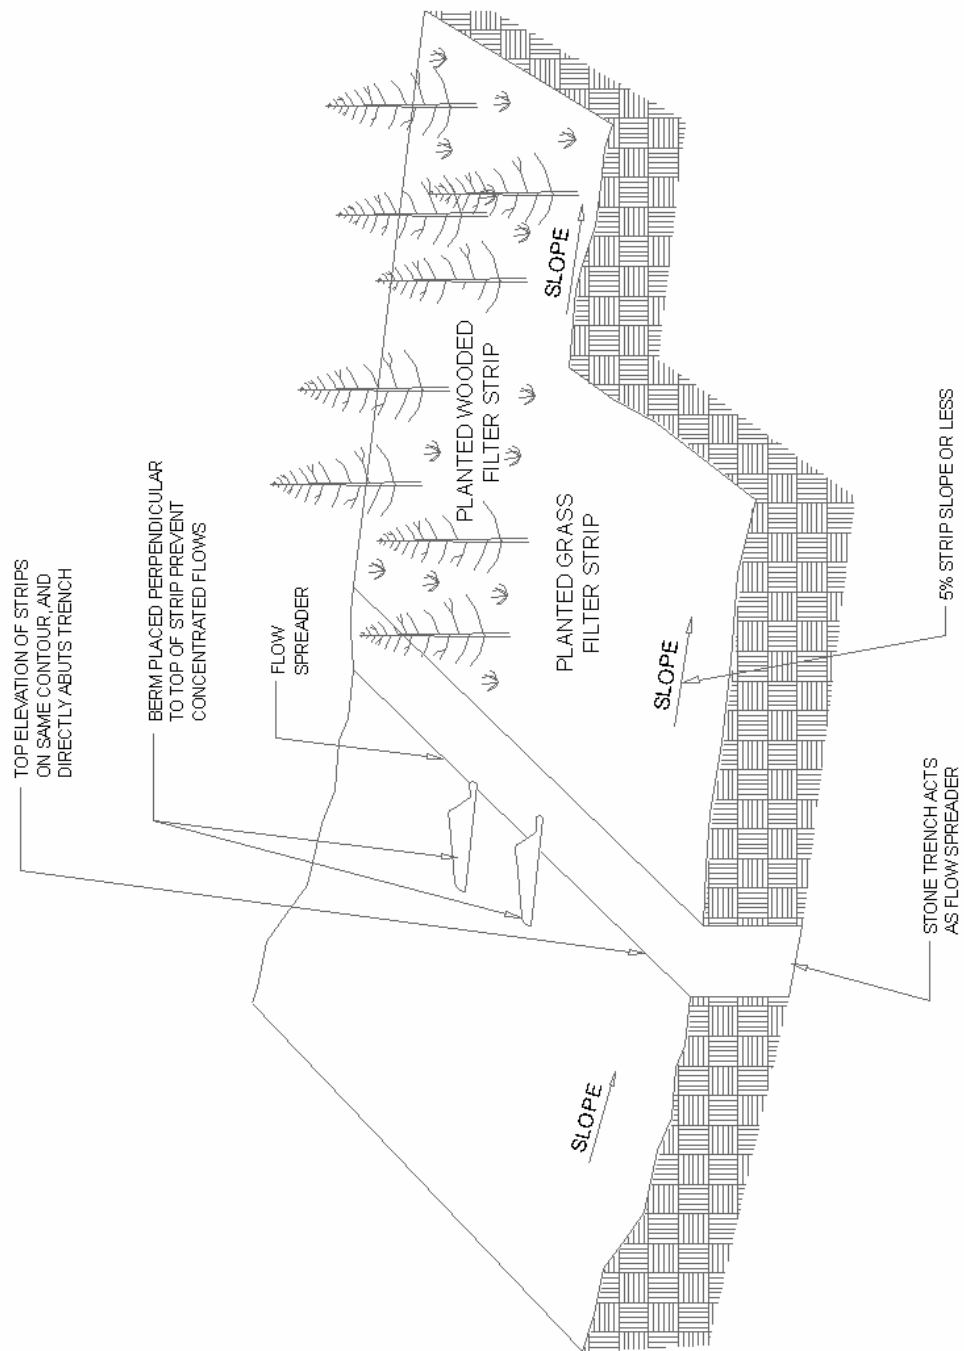 TOP ELEVATION OF STRIPS
ON SAME CONTOUR, AND
DIRECTLY ABUTS TRENCH
BERM PLACED PERPENDICULAR
TO TOP OF STRIP PREVENT
CONCENTRATED FLOWS
FLOW
SPREADER
PLANTED WOODED
FILTER STRIP
SLOPE
PLANTED GRASS
FILTER STRIP
SLOPE
SLOPE
5% STRIP SLOPE OR LESS
STONE TRENCH ACTS
AS FLOW SPREADER